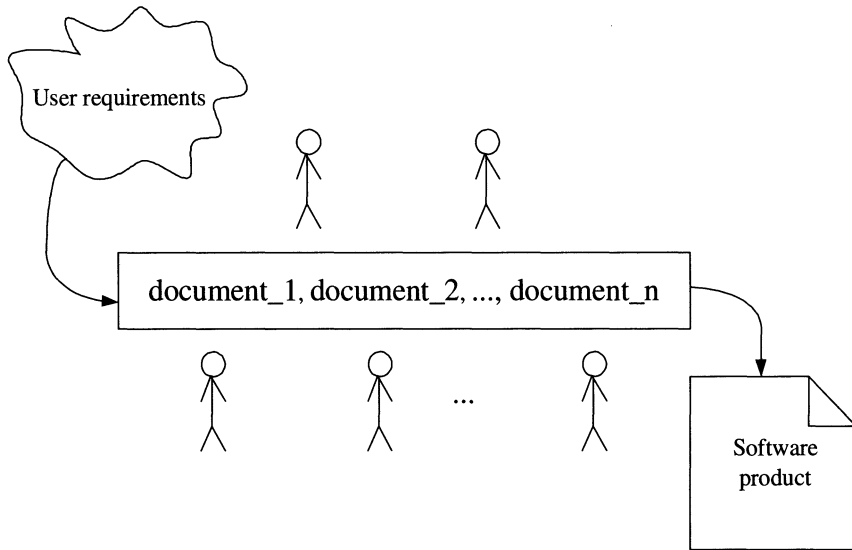 User requirements
document_1, document_2, ..., document_n
...
Software
product